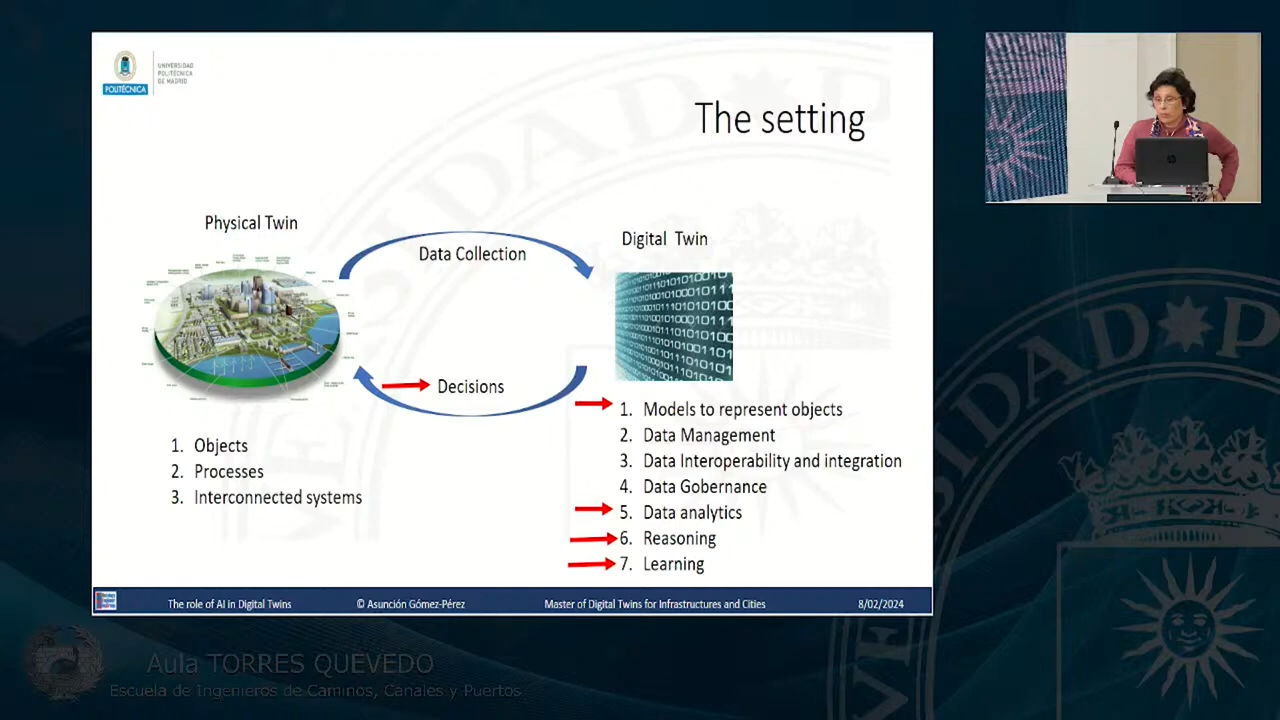 UNIVERSIDAD
POLITÉCNICA
DE MADRID
POLITÉCNICA
The setting
Physical Twin
Data Collection
Digital Twin
Decisions
1. Objects
2. Processes
3. Interconnected systems
1. Models to represent objects
2. Data Management
3. Data Interoperability and integration
4. Data Gobernance
5. Data analytics
6. Reasoning
7. Learning
The role of AI in Digital Twins
© Asunción Gómez-Pérez
Master of Digital Twins for Infrastructures and Cities
8/02/2024
Aula TORRES QUEVEDO
Escuela de Ingenieros de Caminos, Canales y Puertos